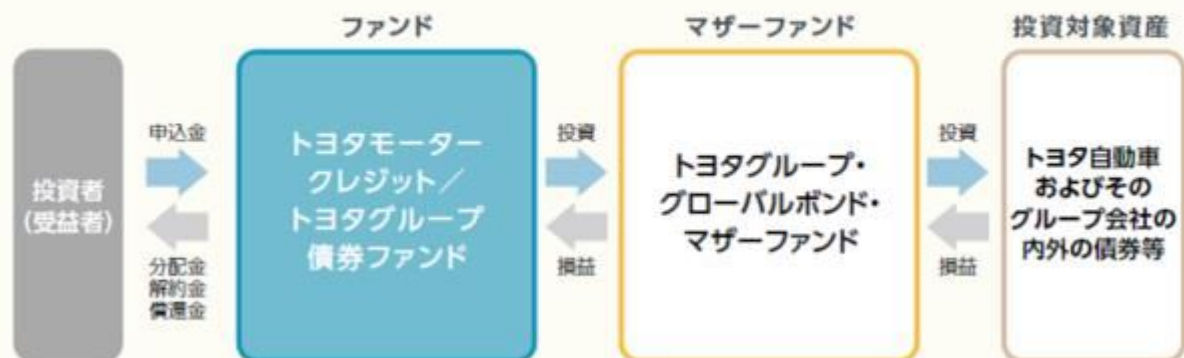 ファンド
マザーファンド
投資対象資産
投資者
(受益者)
申込金
分配金
解約金
償還金
トヨタモーター
クレジット／
トヨタグループ
債券ファンド
投資
損益
トヨタグループ・
グローバルボンド・
マザーファンド
投資
損益
トヨタ自動車
およびその
グループ会社の
内外の債券等